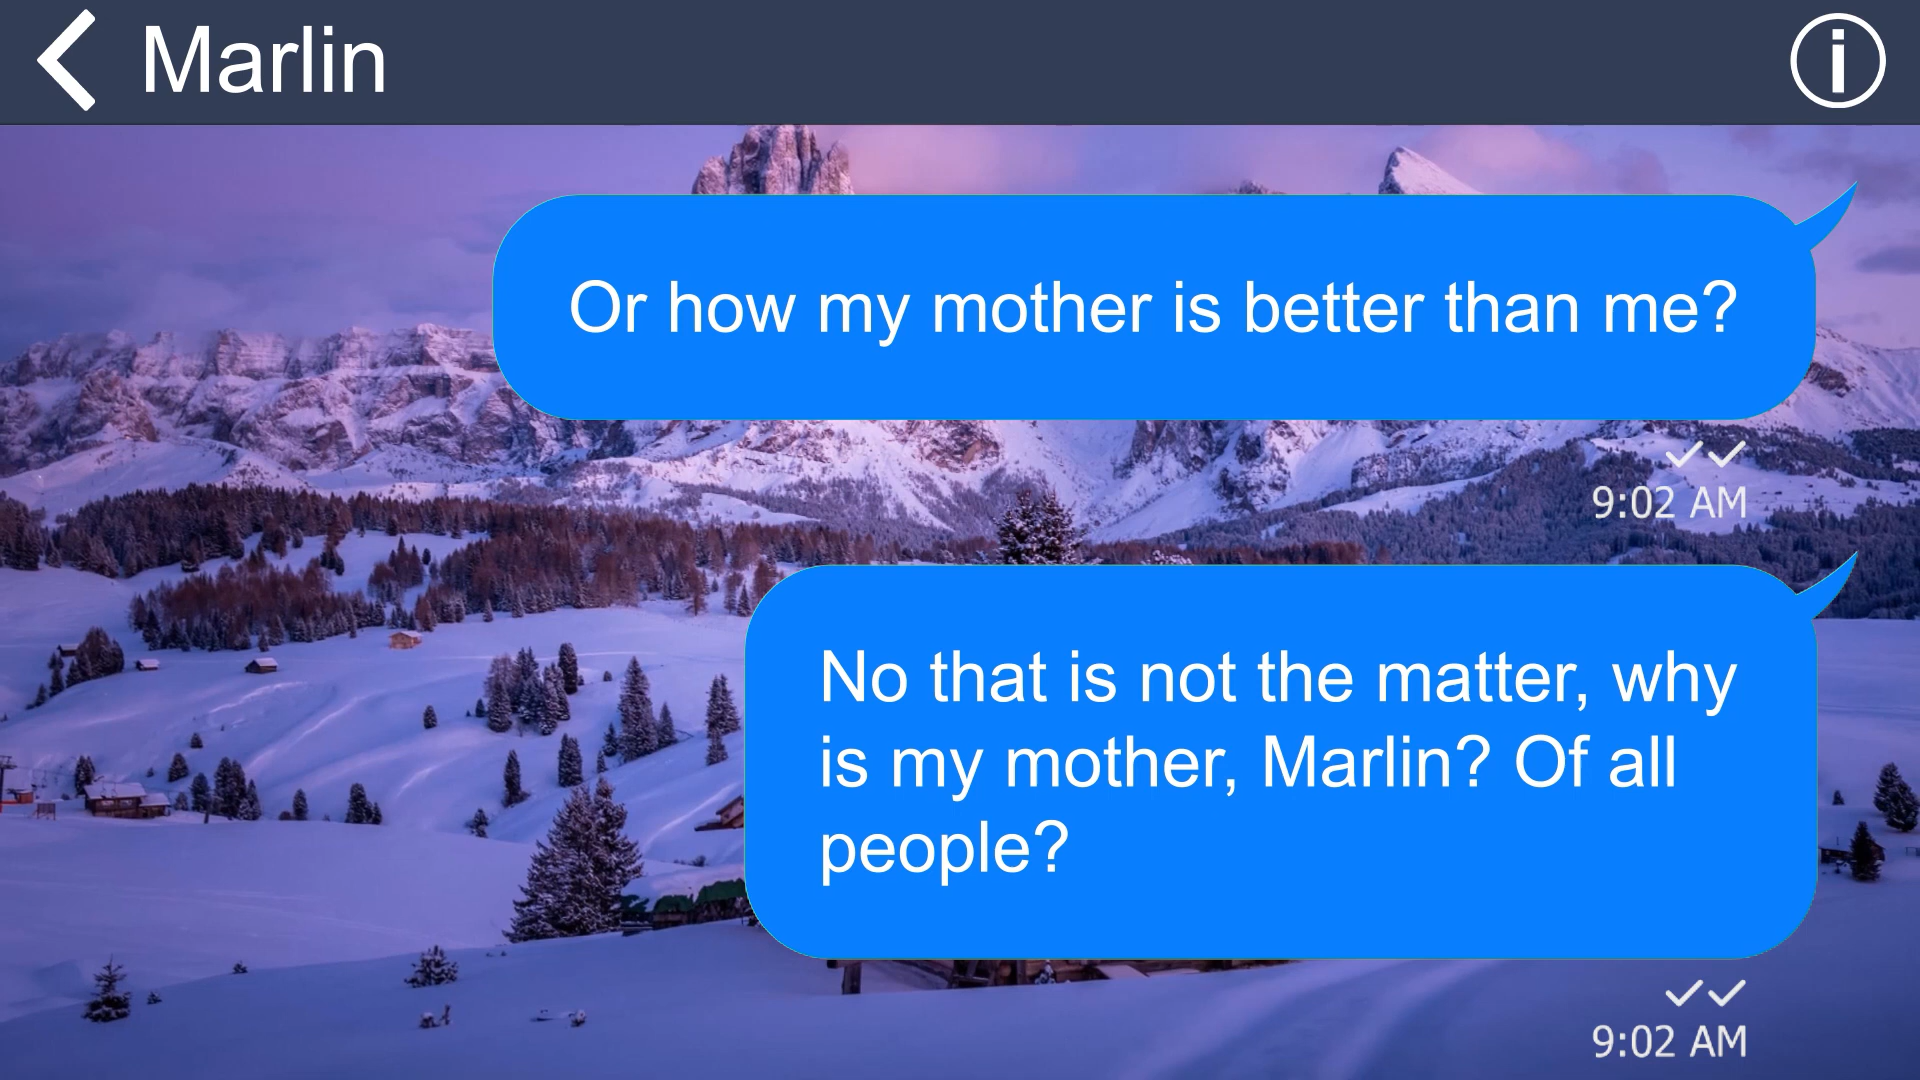 Marlin
Or how my mother is better than me?
9:02 AM
No that is not the matter, why
is my mother, Marlin? Of all
people?
9:02 AM